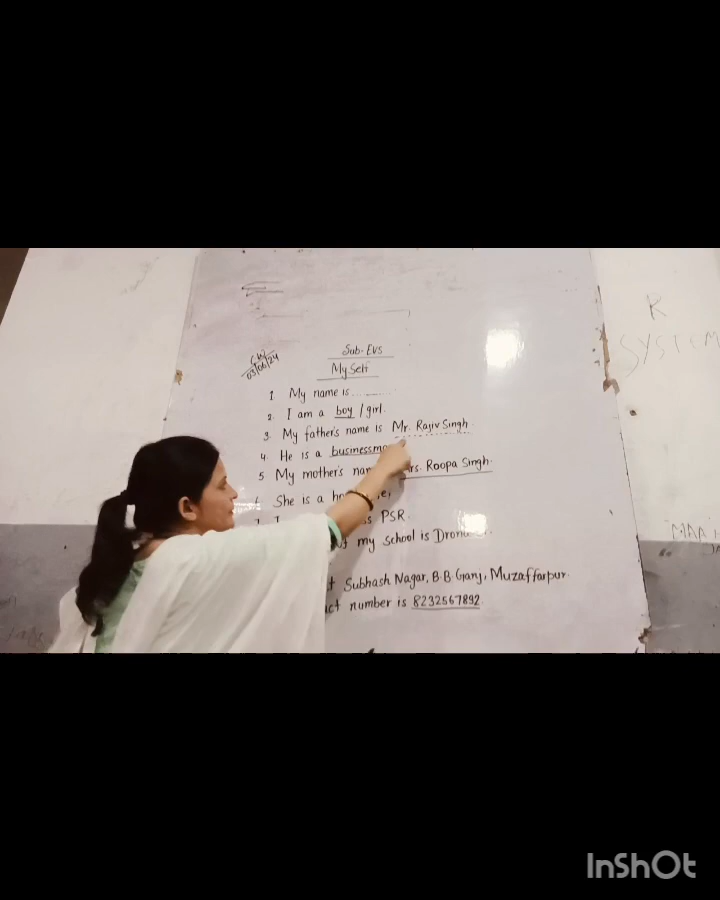 03/06/24
Sub-EVS
My Self
1. My name is..........
2. I am a boy / girl.
3. My father's name is Mr. Rajiv Singh.
4. He is a
5 My mother's Roopa Singh.
She is a
PSR.
my school is
Subhash Nagar, B.B Ganj, Muzaffarpur.
number is 8232567892.
R
SYSTEM
InShOt